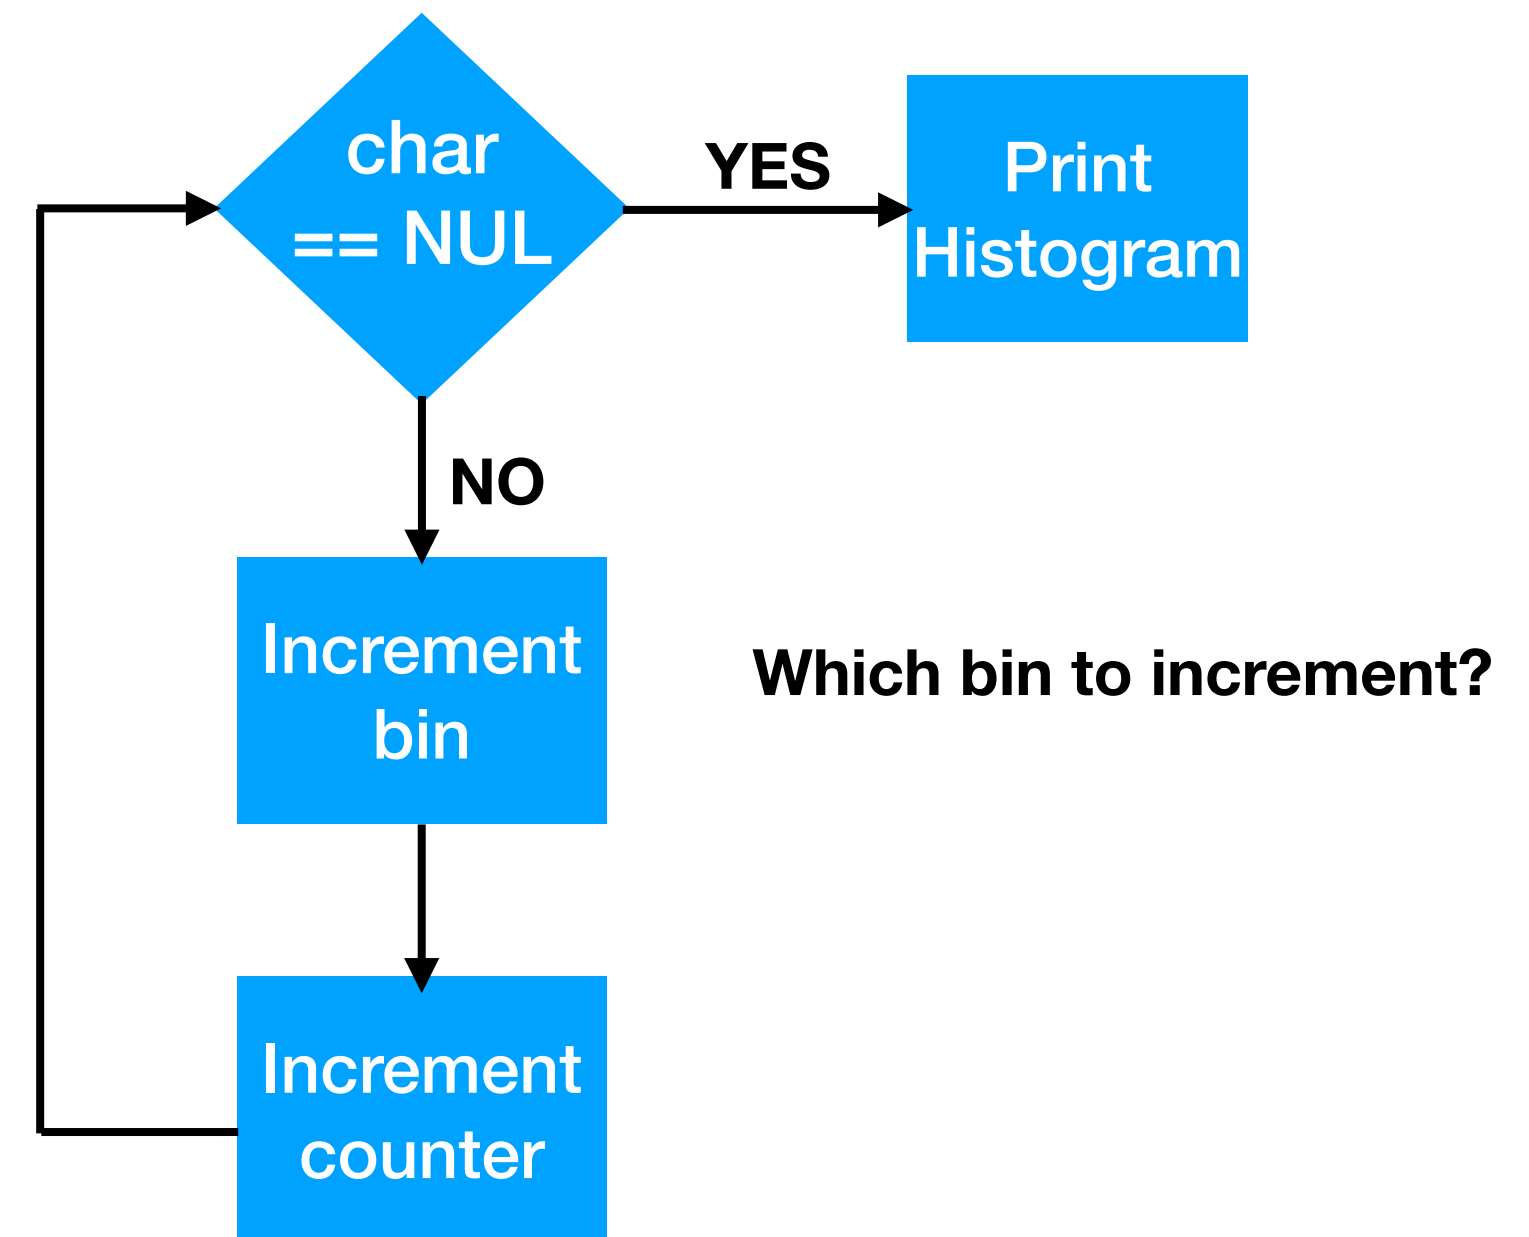 char
== NUL
YES
Print
Histogram
NO
Increment
bin
Which bin to increment?
Increment
counter